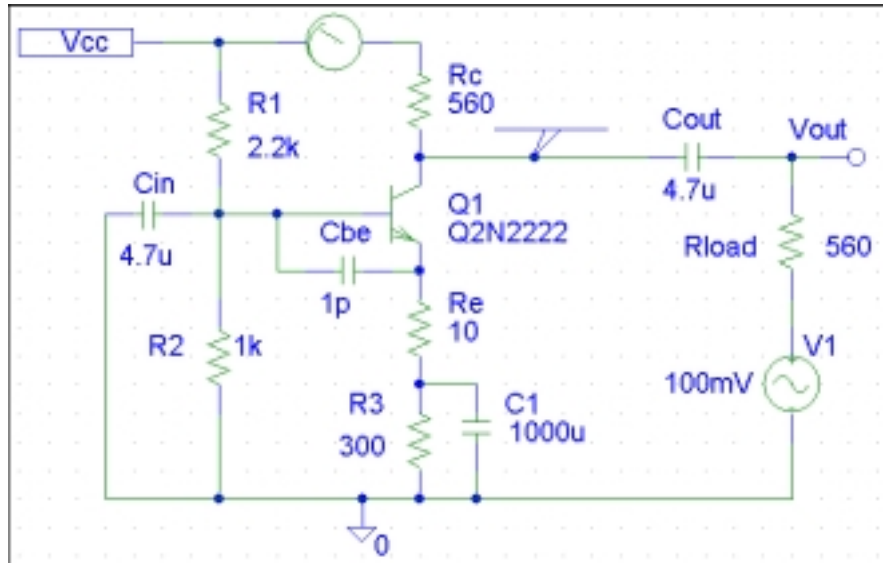 Vcc
R1
2.2k
Rc
560
Cout
4.7u
Vout
Cin
4.7u
Cbe
1p
Q1
Q2N2222
Rload
560
R2
1k
Re
10
V1
100mV
R3
300
C1
1000u
0